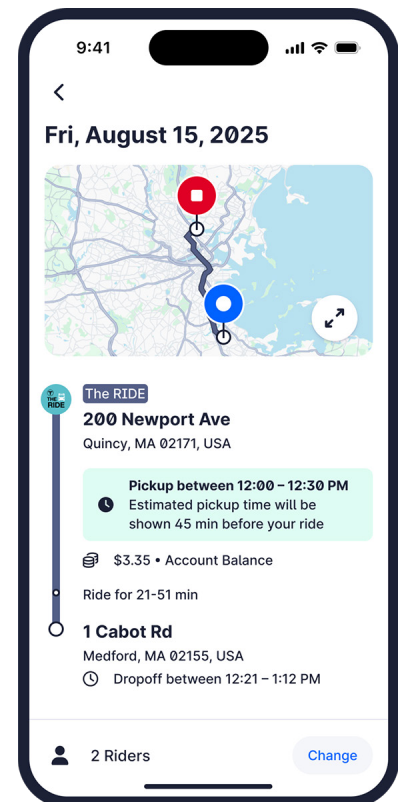 9:41
Fri, August 15, 2025
THE RIDE
The RIDE
200 Newport Ave
Quincy, MA 02171, USA
Pickup between 12:00 – 12:30 PM
Estimated pickup time will be
shown 45 min before your ride
$3.35 • Account Balance
Ride for 21-51 min
1 Cabot Rd
Medford, MA 02155, USA
Dropoff between 12:21 – 1:12 PM
2 Riders
Change